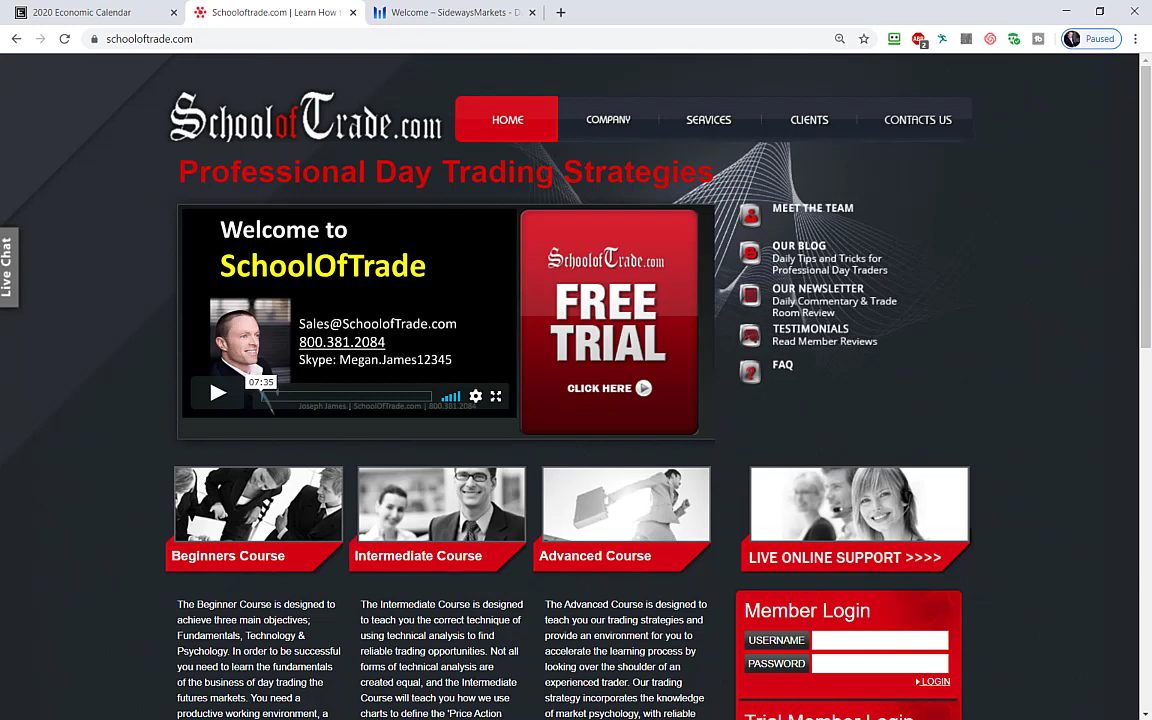 2020 Economic Calendar
Schooloftrade.com | Learn How to
Welcome – SidewaysMarkets - D
schooloftrade.com
2
Paused
SchoolofTrade.com
HOME
COMPANY
SERVICES
CLIENTS
CONTACTS US
Professional Day Trading Strategies
Live Chat
Welcome to
SchoolOfTrade
Sales@SchoolofTrade.com
800.381.2084
Skype: Megan.James12345
07:35
Joseph James | SchoolOfTrade.com | 800.381.2084
SchoolofTrade.com
FREE
TRIAL
CLICK HERE
MEET THE TEAM
OUR BLOG
Daily Tips and Tricks for
Professional Day Traders
OUR NEWSLETTER
Daily Commentary & Trade
Room Review
TESTIMONIALS
Read Member Reviews
FAQ
Beginners Course
Intermediate Course
Advanced Course
LIVE ONLINE SUPPORT >>>>
The Beginner Course is designed to
achieve three main objectives;
Fundamentals, Technology &
Psychology. In order to be successful
you need to learn the fundamentals
of the business of day trading the
futures markets. You need a
productive working environment, a
The Intermediate Course is designed
to teach you the correct technique of
using technical analysis to find
reliable trading opportunities. Not all
forms of technical analysis are
created equal, and the Intermediate
Course will teach you how we use
charts to define the 'Price Action
The Advanced Course is designed to
teach you our trading strategies and
provide an environment for you to
accelerate the learning process by
looking over the shoulder of an
experienced trader. Our trading
strategy incorporates the knowledge
of market psychology, with reliable
Member Login
USERNAME
PASSWORD
LOGIN
Trial Member Login